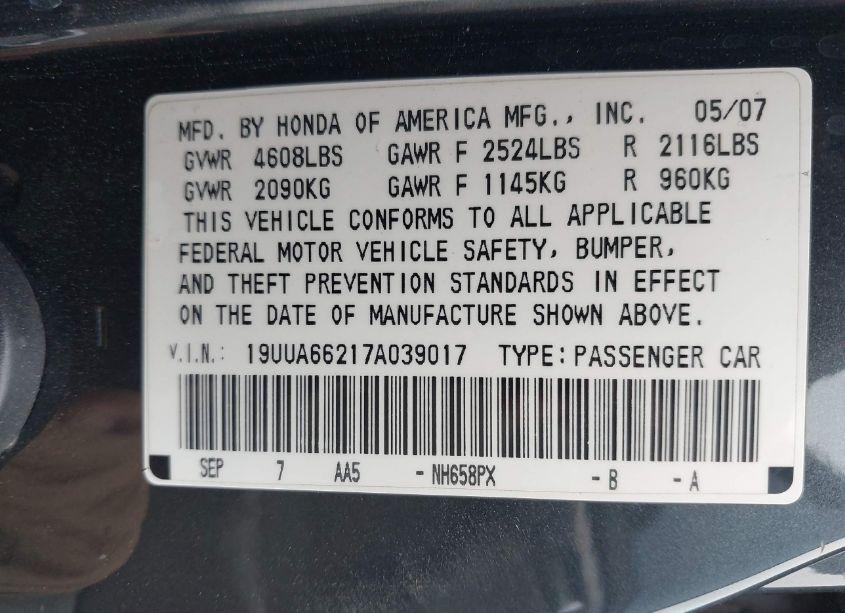 MFD. BY HONDA OF AMERICA MFG., INC. 05/07
GVWR 4608LBS GAWR F 2524LBS R 2116LBS
GVWR 2090KG GAWR F 1145KG R 960KG
THIS VEHICLE CONFORMS TO ALL APPLICABLE
FEDERAL MOTOR VEHICLE SAFETY, BUMPER,
AND THEFT PREVENTION STANDARDS IN EFFECT
ON THE DATE OF MANUFACTURE SHOWN ABOVE.
V.I.N.: 19UUA66217A039017 TYPE: PASSENGER CAR
SEP 7 AA5 -NH658PX -B -A